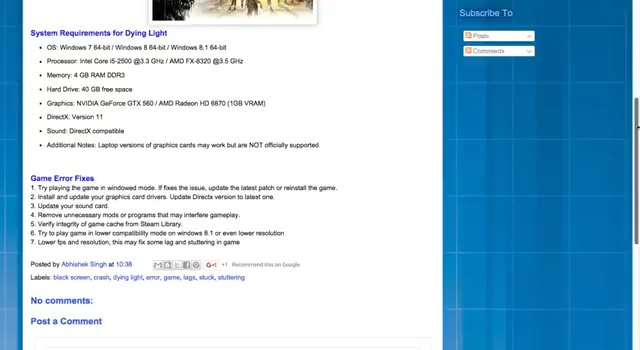 Subscribe To
Posts
Comments
System Requirements for Dying Light
OS: Windows 7 64-bit / Windows 8 64-bit / Windows 8.1 64-bit
Processor: Intel Core i5-2500 @3.3 GHz / AMD FX-8320 @3.5 GHz
Memory: 4 GB RAM DDR3
Hard Drive: 40 GB free space
Graphics: NVIDIA GeForce GTX 560 / AMD Radeon HD 6870 (1GB VRAM)
DirectX: Version 11
Sound: DirectX compatible
Additional Notes: Laptop versions of graphics cards may work but are NOT officially supported.
Game Error Fixes
1. Try playing the game in windowed mode. If fixes the issue, update the latest patch or reinstall the game.
2. Install and update your graphics card drivers. Update Directx version to latest one.
3. Update your sound card.
4. Remove unnecessary mods or programs that may interfere gameplay.
5. Verify integrity of game cache from Steam Library.
6. Try to play game in lower compatibility mode on windows 8.1 or even lower resolution
7. Lower fps and resolution, this may fix some lag and stuttering in game
Posted by Abhishek Singh at 10:38
G+1 +1 Recommend this on Google
Labels: black screen, crash, dying light, error, game, lags, stuck, stuttering
No comments:
Post a Comment